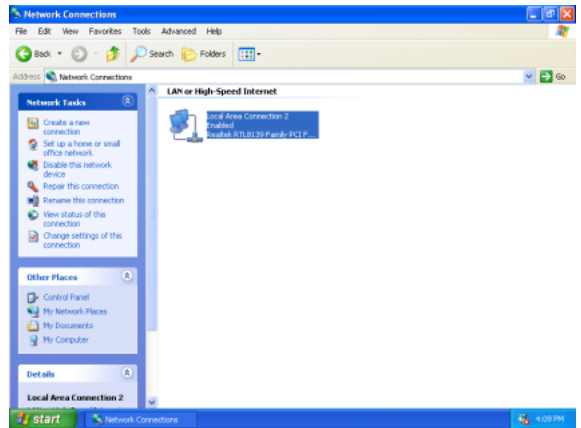 Network Connections
File Edit View Favorites Tools Advanced Help
Back Search Folders
Address Network Connections Go
Network Tasks
Create a new
connection
Set up a home or small
office network
Disable this network
device
Repair this connection
Rename this connection
View status of this
connection
Change settings of this
connection
Other Places
Control Panel
My Network Places
My Documents
My Computer
Details
Local Area Connection 2
LAN or High-Speed Internet
Local Area Connection 2
Enabled
Realtek RTL8139 Family PCI F...
start Network Connections 4:09 PM